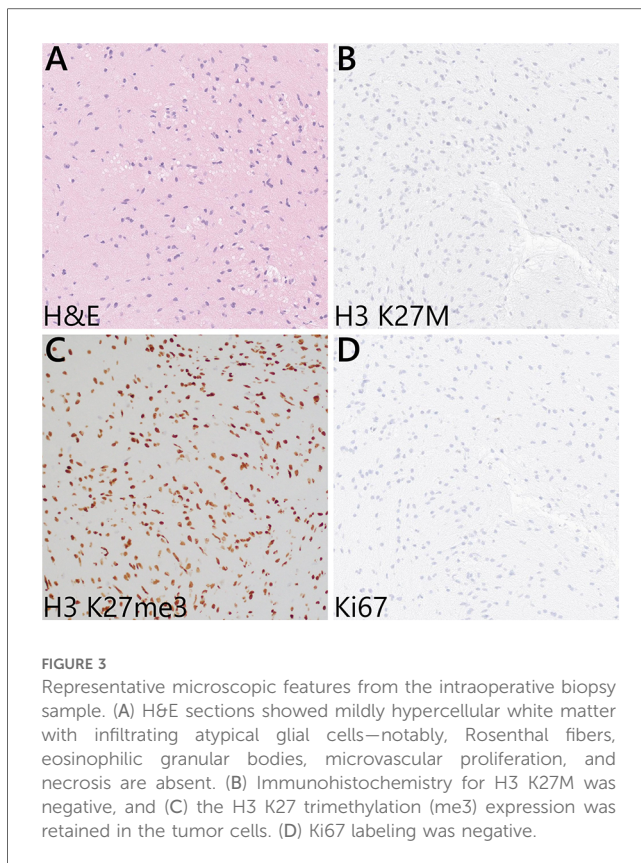 A
B
H&E
H3 K27M
C
D
H3 K27me3
Ki67
FIGURE 3
Representative microscopic features from the intraoperative biopsy
sample. (A) H&E sections showed mildly hypercellular white matter
with infiltrating atypical glial cells—notably, Rosenthal fibers,
eosinophilic granular bodies, microvascular proliferation, and
necrosis are absent. (B) Immunohistochemistry for H3 K27M was
negative, and (C) the H3 K27 trimethylation (me3) expression was
retained in the tumor cells. (D) Ki67 labeling was negative.